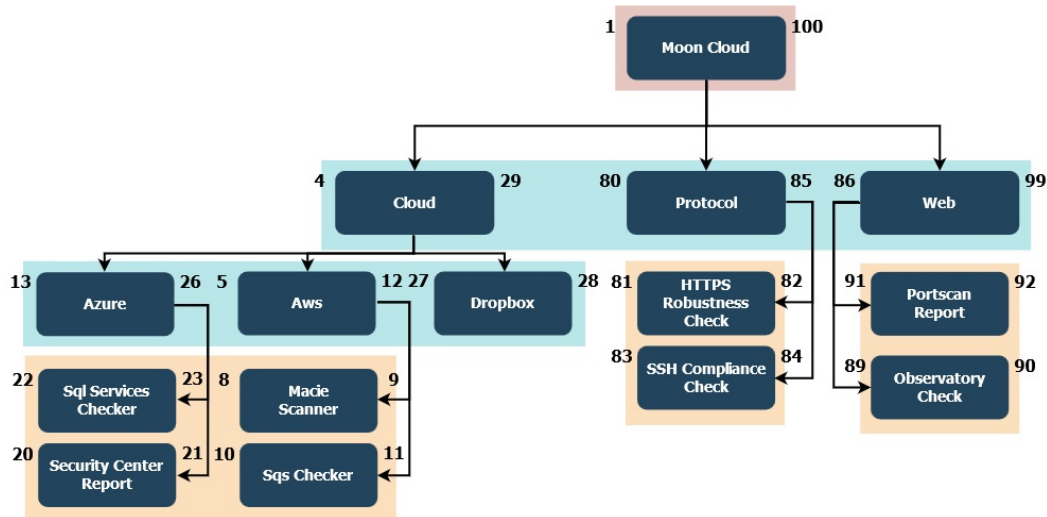 1 Moon Cloud 100
4 Cloud 29
80 Protocol 85
86 Web 99
13 Azure 26
5 Aws 12
27 Dropbox 28
81 HTTPS 82
Robustness
Check
91 Portscan 92
Report
83 SSH Compliance 84
Check
89 Observatory 90
Check
22 Sql Services 23
Checker
8 Macie 9
Scanner
20 Security Center 21
Report
10 Sqs Checker 11